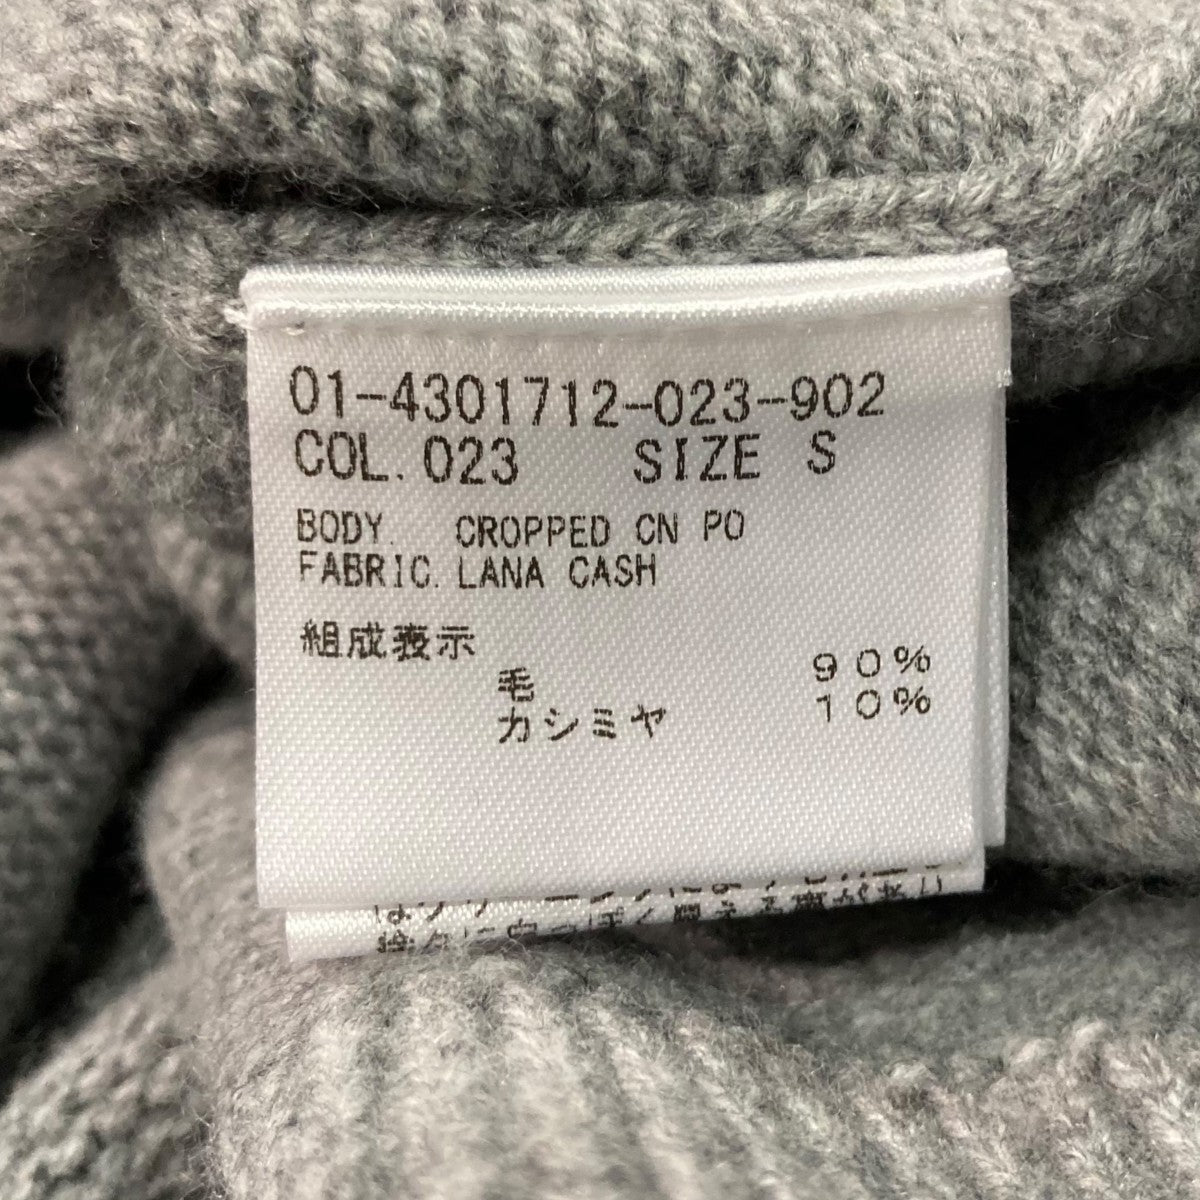 01-4301712-023-902
COL. 023 SIZE S
BODY. CROPPED CN PO
FABRIC. LANA CASH
組成表示
毛 90%
カシミヤ 10%